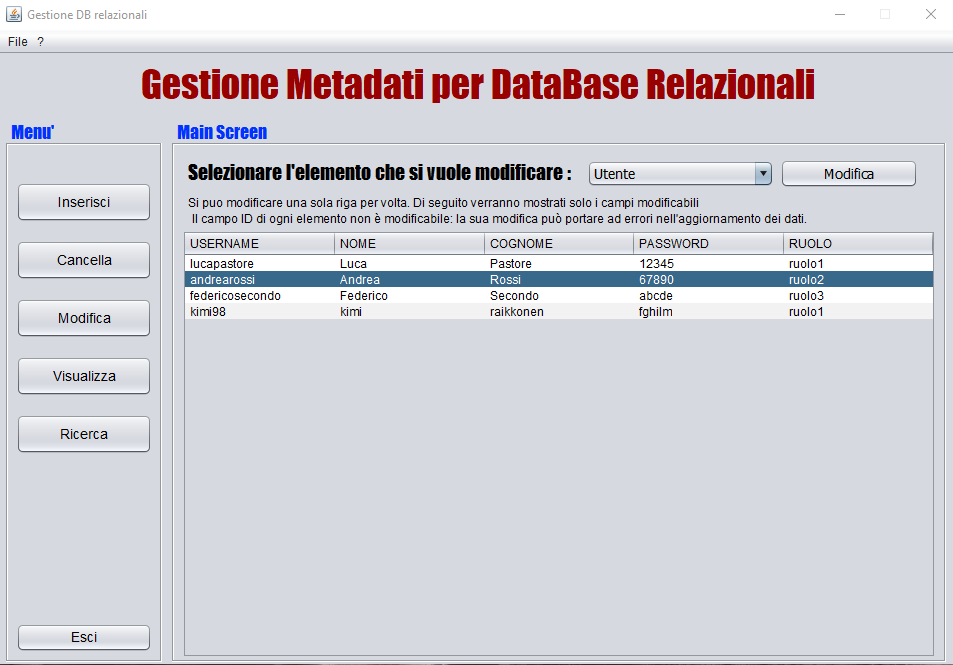 Gestione DB relazionali
File ?
Gestione Metadati per DataBase Relazionali
Menu'
Main Screen
Inserisci
Cancella
Modifica
Visualizza
Ricerca
Esci
Selezionare l'elemento che si vuole modificare : Utente Modifica
Si puo modificare una sola riga per volta. Di seguito verranno mostrati solo i campi modificabili
Il campo ID di ogni elemento non è modificabile: la sua modifica può portare ad errori nell'aggiornamento dei dati.
USERNAME NOME COGNOME PASSWORD RUOLO
lucapastore Luca Pastore 12345 ruolo1
andrearossi Andrea Rossi 67890 ruolo2
federicosecondo Federico Secondo abcde ruolo3
kimi98 kimi raikkonen fghilm ruolo1